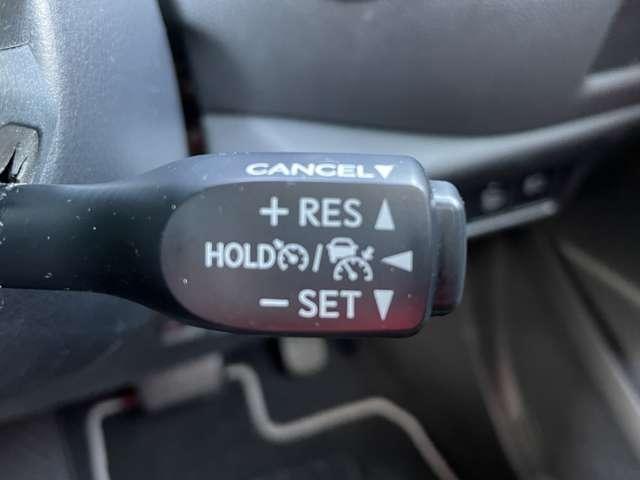 CANCEL
+ RES
HOLD /
- SET